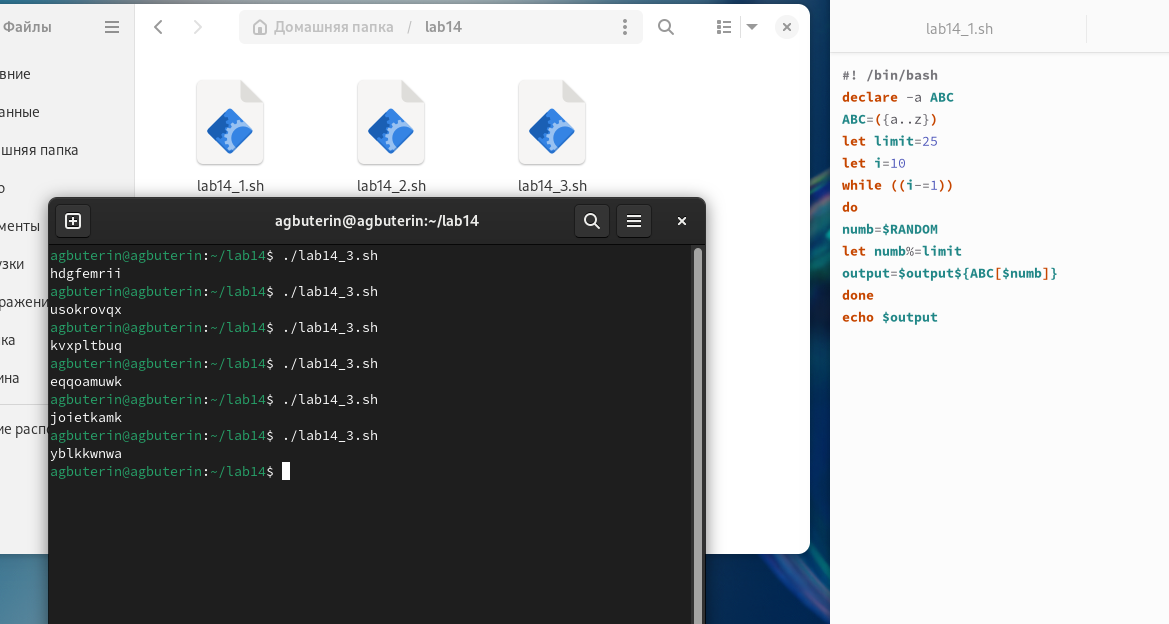 Файлы
Домашняя папка / lab14
lab14_1.sh
lab14_2.sh
lab14_3.sh
agbuterin@agbuterin:~/lab14
agbuterin@agbuterin:~/lab14$ ./lab14_3.sh
hdgfemrii
agbuterin@agbuterin:~/lab14$ ./lab14_3.sh
usokrovqx
agbuterin@agbuterin:~/lab14$ ./lab14_3.sh
kvxpltbuq
agbuterin@agbuterin:~/lab14$ ./lab14_3.sh
eqqoamuwk
agbuterin@agbuterin:~/lab14$ ./lab14_3.sh
joietkamk
agbuterin@agbuterin:~/lab14$ ./lab14_3.sh
yblkkwnwa
agbuterin@agbuterin:~/lab14$
lab14_1.sh
#! /bin/bash
declare -a ABC
ABC=({a..z})
let limit=25
let i=10
while ((i-=1))
do
numb=$RANDOM
let numb%=limit
output=$output${ABC[$numb]}
done
echo $output
вние
анные
шняя папка
о
менты
узки
ражени
ка
ина
ие расп